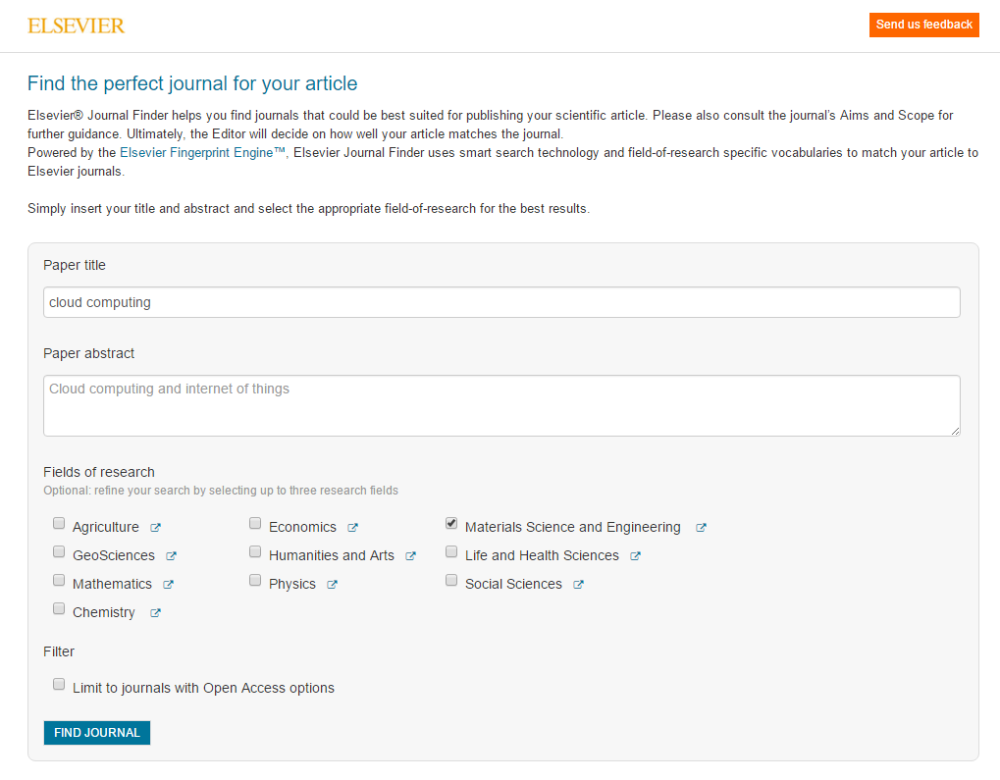 ELSEVIER
Send us feedback
Find the perfect journal for your article
Elsevier® Journal Finder helps you find journals that could be best suited for publishing your scientific article. Please also consult the journal's Aims and Scope for
further guidance. Ultimately, the Editor will decide on how well your article matches the journal.
Powered by the Elsevier Fingerprint Engine™, Elsevier Journal Finder uses smart search technology and field-of-research specific vocabularies to match your article to
Elsevier journals.
Simply insert your title and abstract and select the appropriate field-of-research for the best results.
Paper title
cloud computing
Paper abstract
Cloud computing and internet of things
Fields of research
Optional: refine your search by selecting up to three research fields
Agriculture Economics Materials Science and Engineering
GeoSciences Humanities and Arts Life and Health Sciences
Mathematics Physics Social Sciences
Chemistry
Filter
Limit to journals with Open Access options
FIND JOURNAL